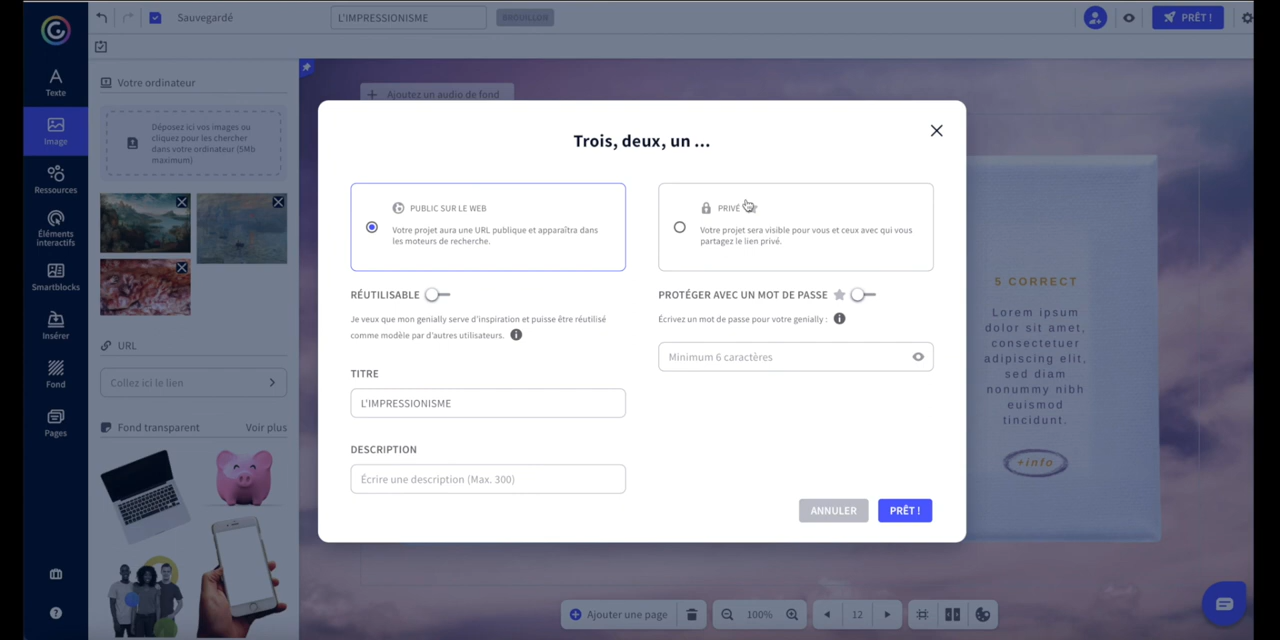 Sauvegardé
L'IMPRESSIONISME
BROUILLON
PRÊT !
Texte
Image
Ressources
Éléments
interactifs
Smartblocks
Insérer
Fond
Pages
Votre ordinateur
Déposez ici vos images ou
cliquez pour les chercher
dans votre ordinateur (5Mb
maximum)
URL
Collez ici le lien
Fond transparent
Voir plus
Ajoutez un audio de fond
Trois, deux, un ...
PUBLIC SUR LE WEB
Votre projet aura une URL publique et apparaîtra dans
les moteurs de recherche.
PRIVÉ
Votre projet sera visible pour vous et ceux avec qui vous
partagez le lien privé.
RÉUTILISABLE
Je veux que mon genially serve d'inspiration et puisse être réutilisé
comme modèle par d'autres utilisateurs.
PROTÉGER AVEC UN MOT DE PASSE
Écrivez un mot de passe pour votre genially :
Minimum 6 caractères
TITRE
L'IMPRESSIONISME
DESCRIPTION
Écrire une description (Max. 300)
ANNULER
PRÊT !
5 CORRECT
Lorem ipsum
dolor sit amet,
consectetuer
adipiscing elit,
sed diam
nonummy nibh
euismod
tincidunt.
+info
Ajouter une page
100%
12